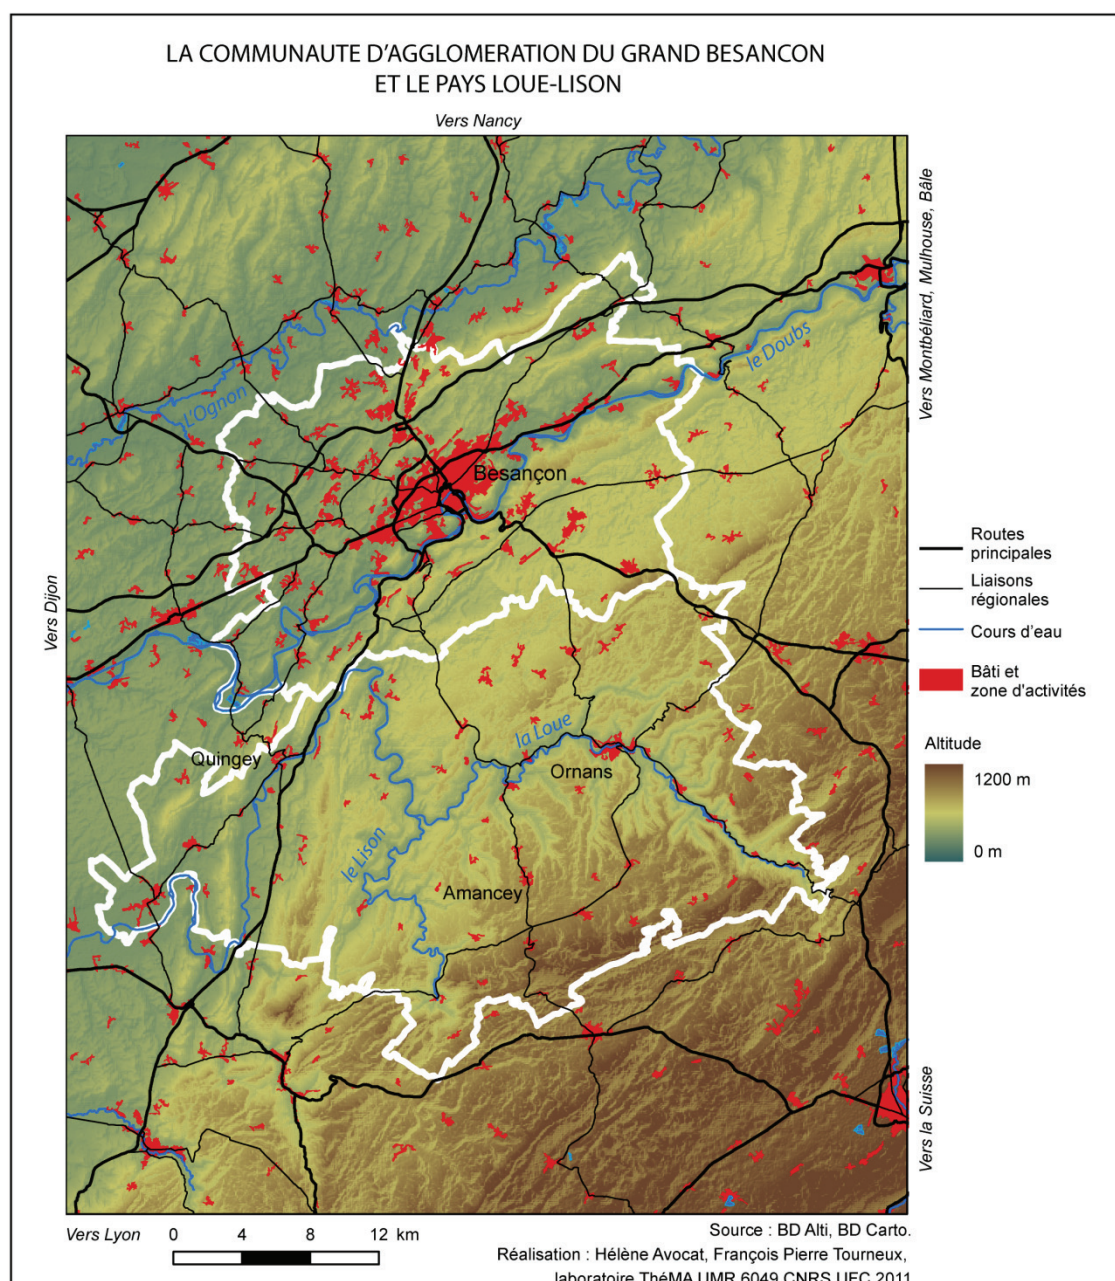 LA COMMUNAUTE D'AGGLOMERATION DU GRAND BESANCON
ET LE PAYS LOUE-LISON
Vers Nancy
Vers Montbéliard, Mulhouse, Bâle
le Doubs
L'Ognon
Besançon
Vers Dijon
Routes
principales
Liaisons
régionales
Cours d'eau
Bâti et
zone d'activités
Altitude
1200 m
0 m
la Loue
Quingey
Ornans
le Lison
Amancey
Vers la Suisse
Vers Lyon
0 4 8 12 km
Source : BD Alti, BD Carto.
Réalisation : Hélène Avocat, François Pierre Tourneux,
laboratoire ThéMA UMR 6049 CNRS UFC 2011